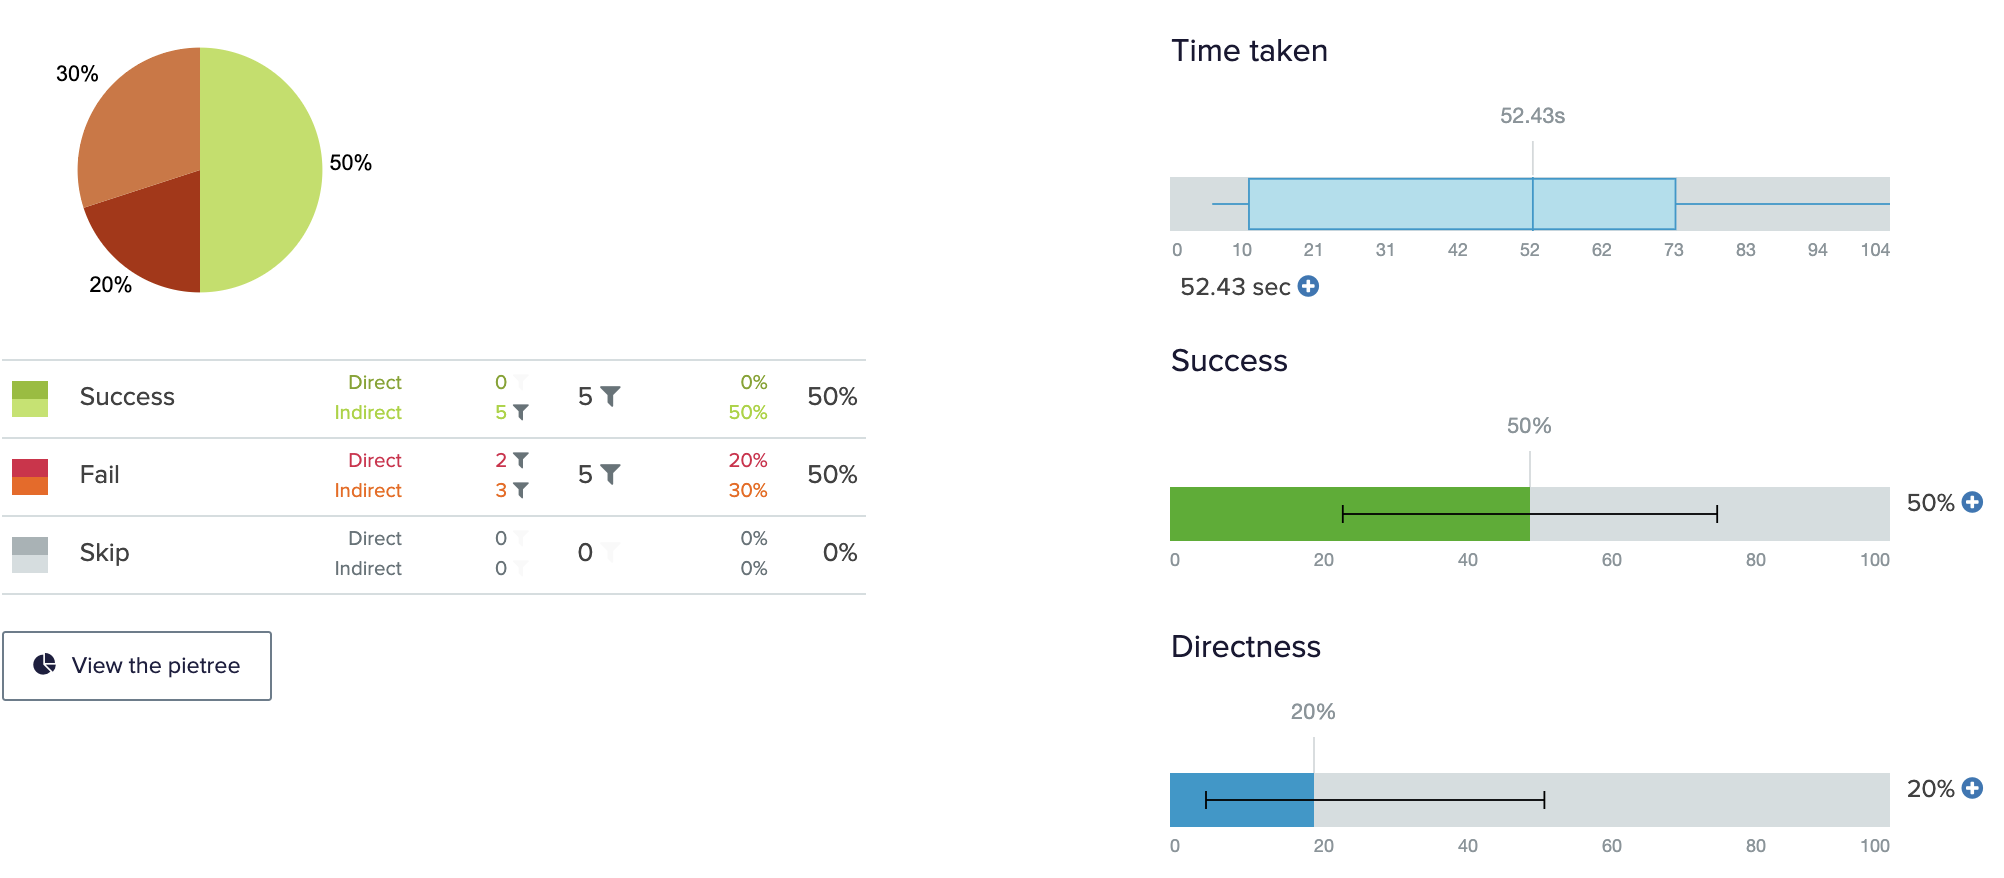 30%
50%
20%
Success Direct 0 5 0% 50%
Indirect 5 50%
Fail Direct 2 5 20% 50%
Indirect 3 30%
Skip Direct 0 0 0% 0%
Indirect 0 0%
View the pietree
Time taken
52.43s
0 10 21 31 42 52 62 73 83 94 104
52.43 sec
Success
50%
50%
0 20 40 60 80 100
Directness
20%
20%
0 20 40 60 80 100